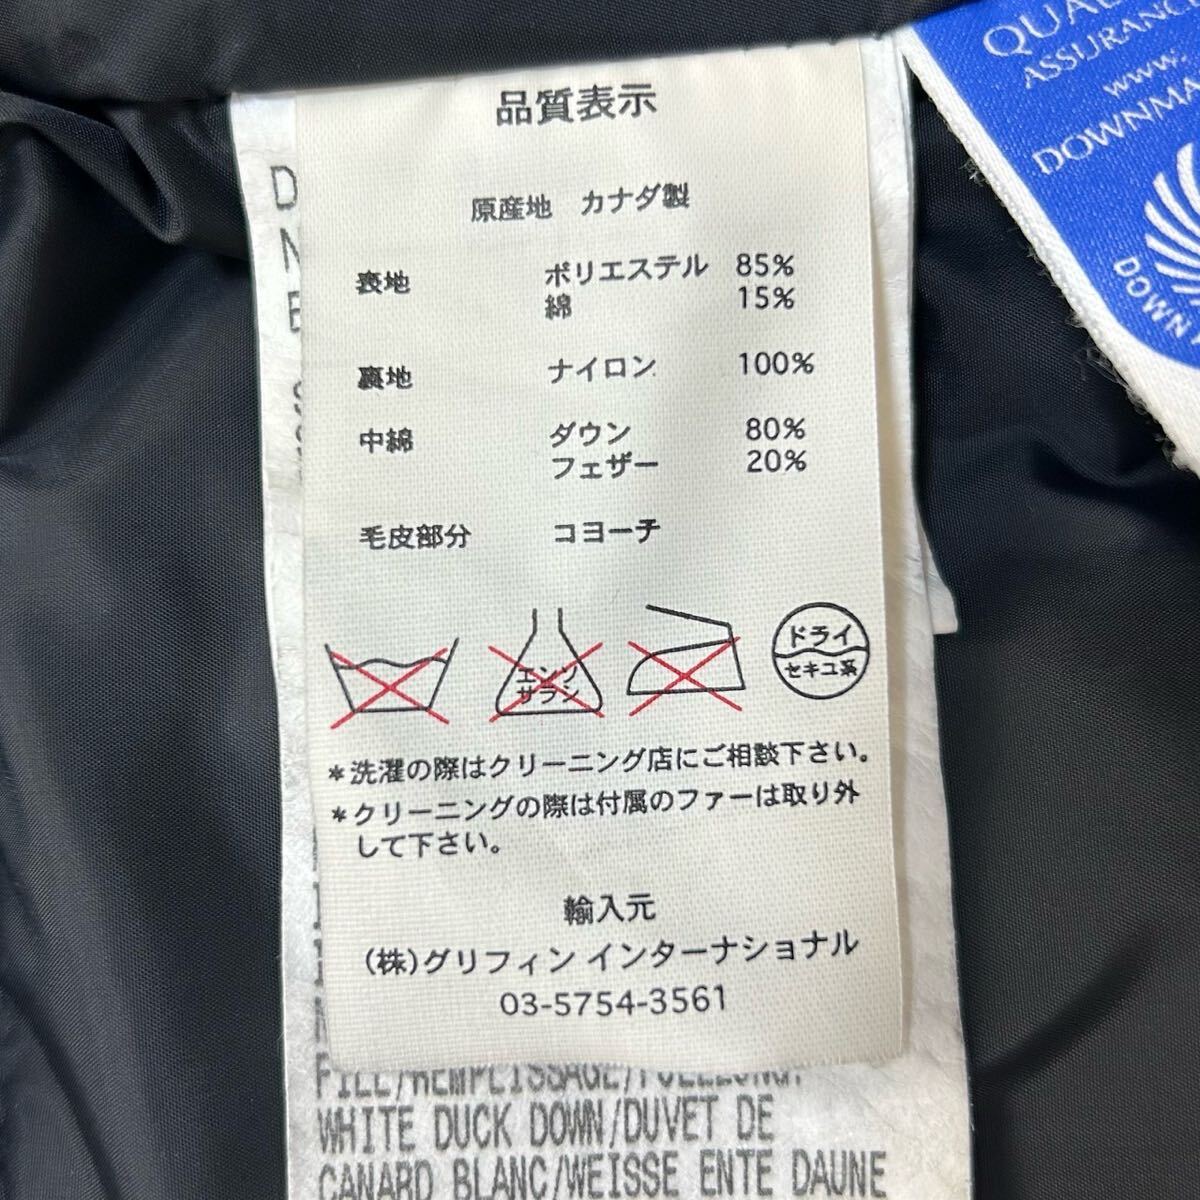 品質表示
原産地 カナダ製
表地 ポリエステル 85%
綿 15%
裏地 ナイロン 100%
中綿 ダウン 80%
フェザー 20%
毛皮部分 コヨーテ
エンソ
サラシ
ドライ
セキユ系
*洗濯の際はクリーニング店にご相談下さい。
*クリーニングの際は付属のファーは取り外
して下さい。
輸入元
(株)グリフィン インターナショナル
03-5754-3561
FILL/REMPLISSAGE/FUELLUNG:
WHITE DUCK DOWN/DUVET DE
CANARD BLANC/WEISSE ENTE DAUNE
ASSURANCE
www.
DOWN